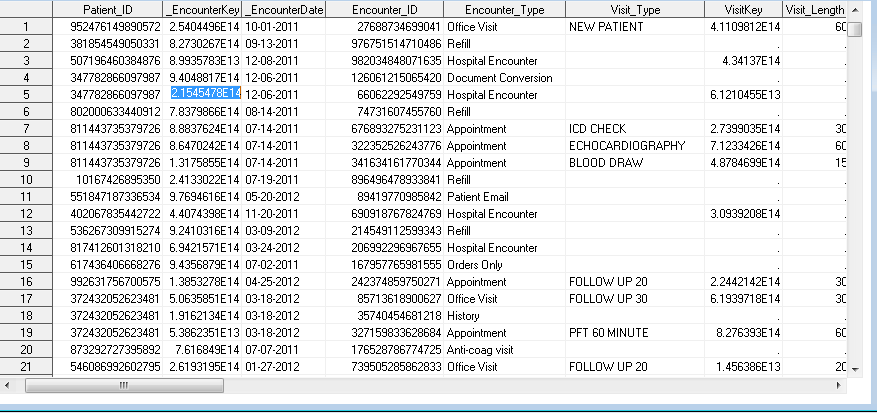 Patient_ID _EncounterKey _EncounterDate Encounter_ID Encounter_Type Visit_Type VisitKey Visit_Length
1 952476149890572 2.5404496E14 10-01-2011 27688734699041 Office Visit NEW PATIENT 4.1109812E14 60
2 381854549050331 8.2730267E14 09-13-2011 976751514710486 Refill . .
3 507196460384876 8.9935783E13 12-08-2011 982034848071635 Hospital Encounter 4.34137E14 .
4 347782866097987 9.4048817E14 12-06-2011 126061215065420 Document Conversion . .
5 347782866097987 2.1545478E14 12-06-2011 66062292549759 Hospital Encounter 6.1210455E13 .
6 802000633440912 7.8379866E14 08-14-2011 74731607455760 Refill . .
7 811443735379726 8.8837624E14 07-14-2011 676893275231123 Appointment ICD CHECK 2.7399035E14 30
8 811443735379726 8.6470242E14 07-14-2011 322352526243776 Appointment ECHOCARDIOGRAPHY 7.1233426E14 60
9 811443735379726 1.3175855E14 07-14-2011 341634161770344 Appointment BLOOD DRAW 4.8784699E14 15
10 10167426895350 2.4133022E14 07-19-2011 896496478933841 Refill . .
11 551847187336534 9.7694616E14 05-20-2012 89419770985842 Patient Email . .
12 402067835442722 4.4074398E14 11-20-2011 690918767824769 Hospital Encounter 3.0939208E14 .
13 536267309915274 9.2410316E14 03-09-2012 214549112599343 Refill . .
14 817412601318210 6.9421571E14 03-24-2012 206992296967655 Hospital Encounter . .
15 617436406668276 9.4356879E14 07-02-2011 167957765981555 Orders Only . .
16 992631756700575 1.3853278E14 04-25-2012 242374859750271 Appointment FOLLOW UP 20 2.2442142E14 30
17 372432052623481 5.0635851E14 03-18-2012 85713618900627 Office Visit FOLLOW UP 30 6.1939718E14 30
18 372432052623481 1.9162134E14 03-18-2012 35740454681218 History . .
19 372432052623481 5.3862351E13 03-18-2012 327159833628684 Appointment PFT 60 MINUTE 8.276393E14 60
20 873292727395892 7.616849E14 07-07-2011 176528786774725 Anti-coag visit . .
21 546086992602795 2.6193195E14 01-27-2012 739505285862833 Office Visit FOLLOW UP 20 1.456386E13 20